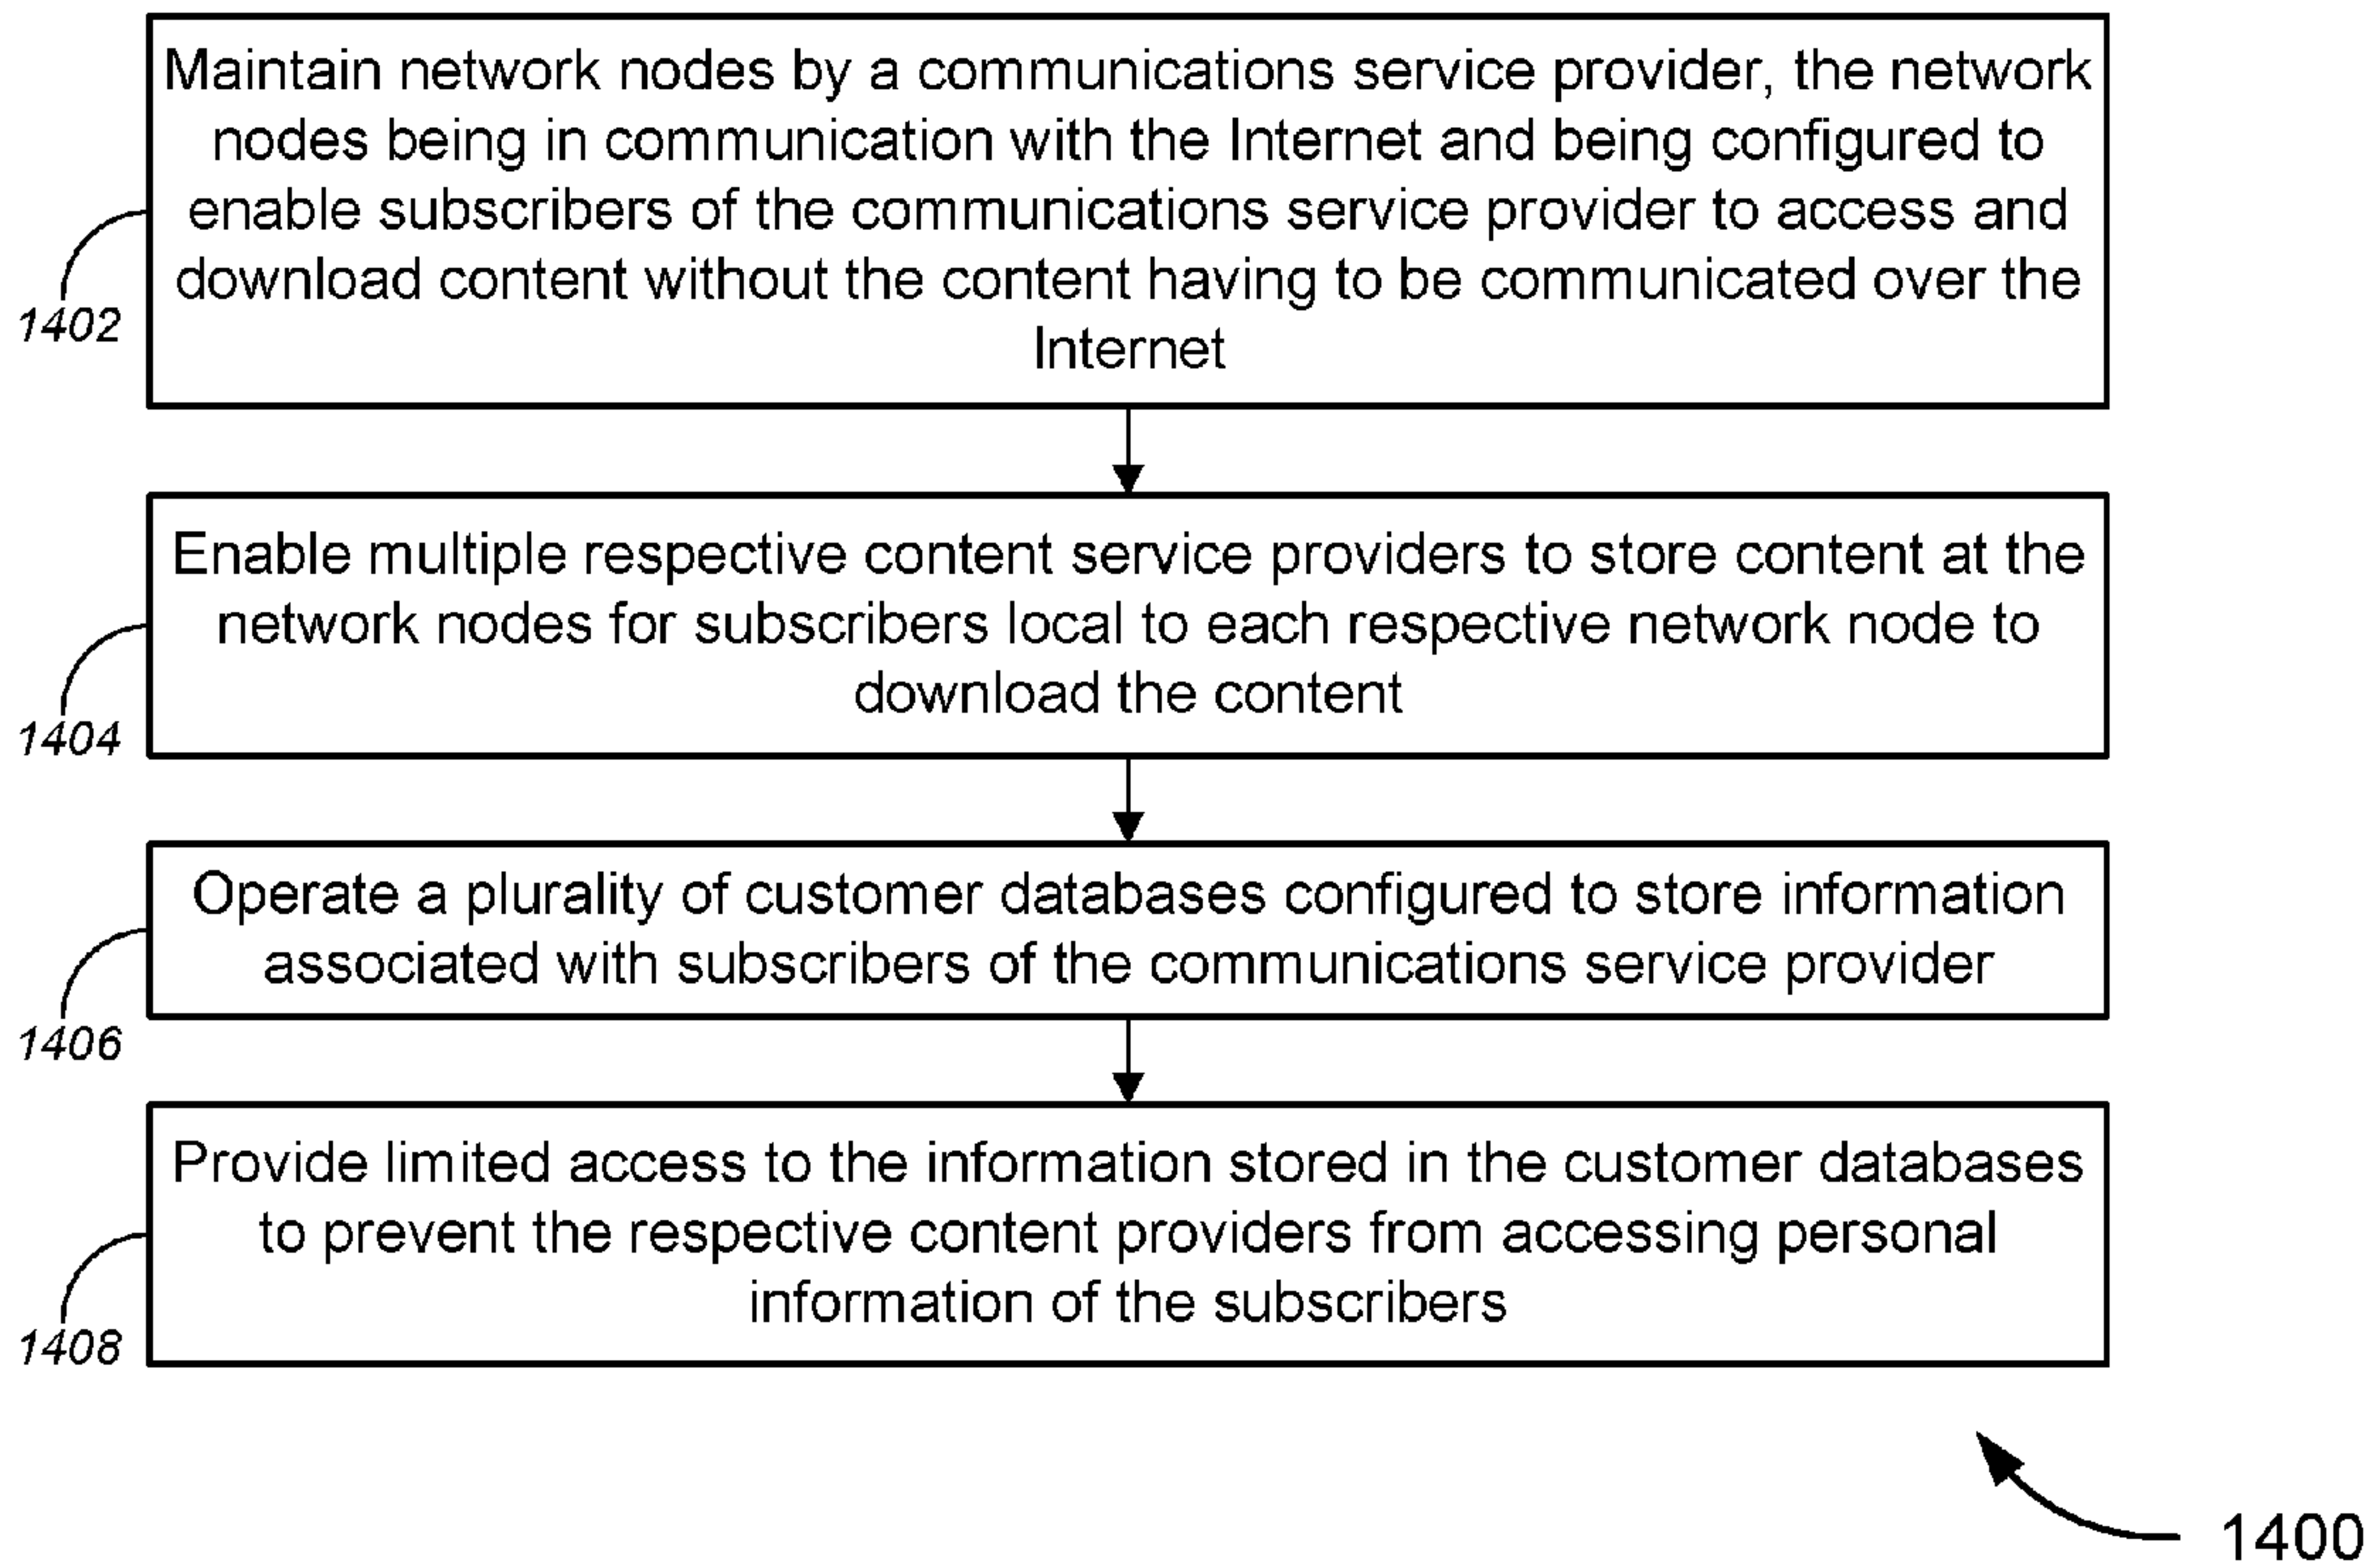 Maintain network nodes by a communications service provider, the network
nodes being in communication with the Internet and being configured to
enable subscribers of the communications service provider to access and
download content without the content having to be communicated over the
Internet
1402
Enable multiple respective content service providers to store content at the
network nodes for subscribers local to each respective network node to
download the content
1404
Operate a plurality of customer databases configured to store information
associated with subscribers of the communications service provider
1406
Provide limited access to the information stored in the customer databases
to prevent the respective content providers from accessing personal
information of the subscribers
1408
1400